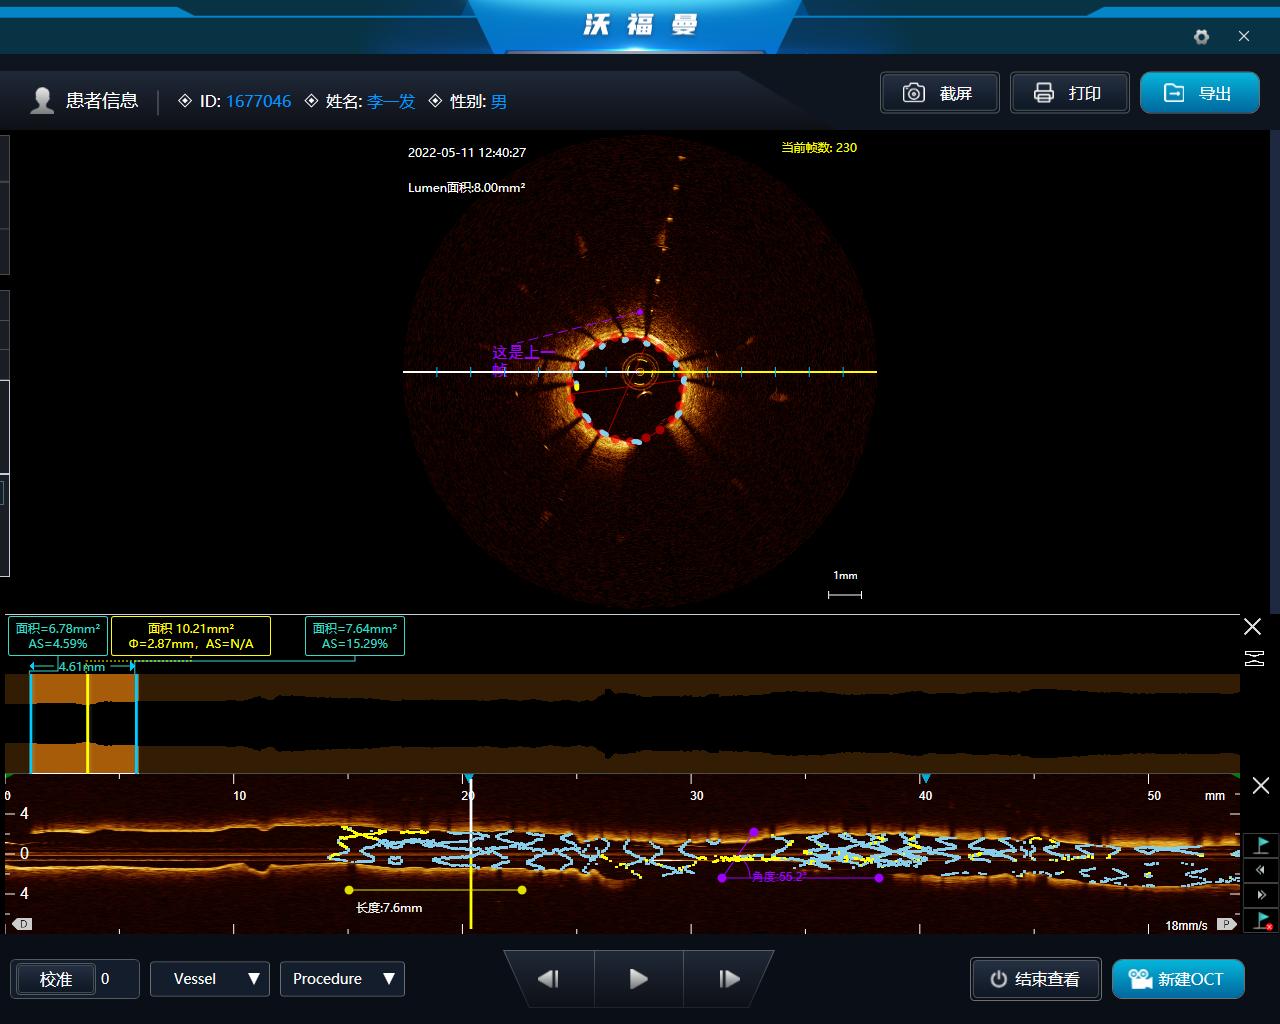 沃福曼
患者信息
ID: 1677046
姓名: 李一发
性别: 男
截屏
打印
导出
2022-05-11 12:40:27
当前帧数: 230
Lumen面积:8.00mm²
这是上一
帧
1mm
面积=6.78mm²
AS=4.59%
面积 10.21mm²
Φ=2.87mm，AS=N/A
面积=7.64mm²
AS=15.29%
4.61mm
0
10
20
30
40
50
mm
4
0
4
角度:55.2°
长度:7.6mm
D
18mm/s
P
校准
0
Vessel
Procedure
结束查看
新建OCT